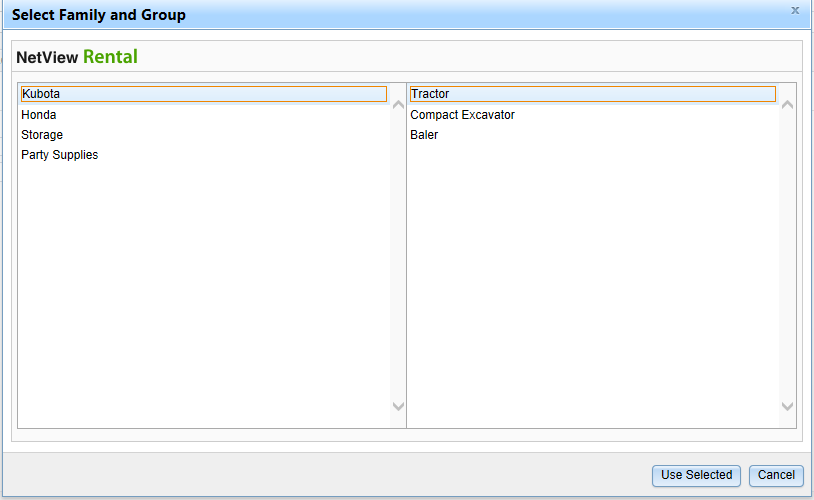 Select Family and Group
x
NetView Rental
Kubota
Honda
Storage
Party Supplies
Tractor
Compact Excavator
Baler
Use Selected
Cancel